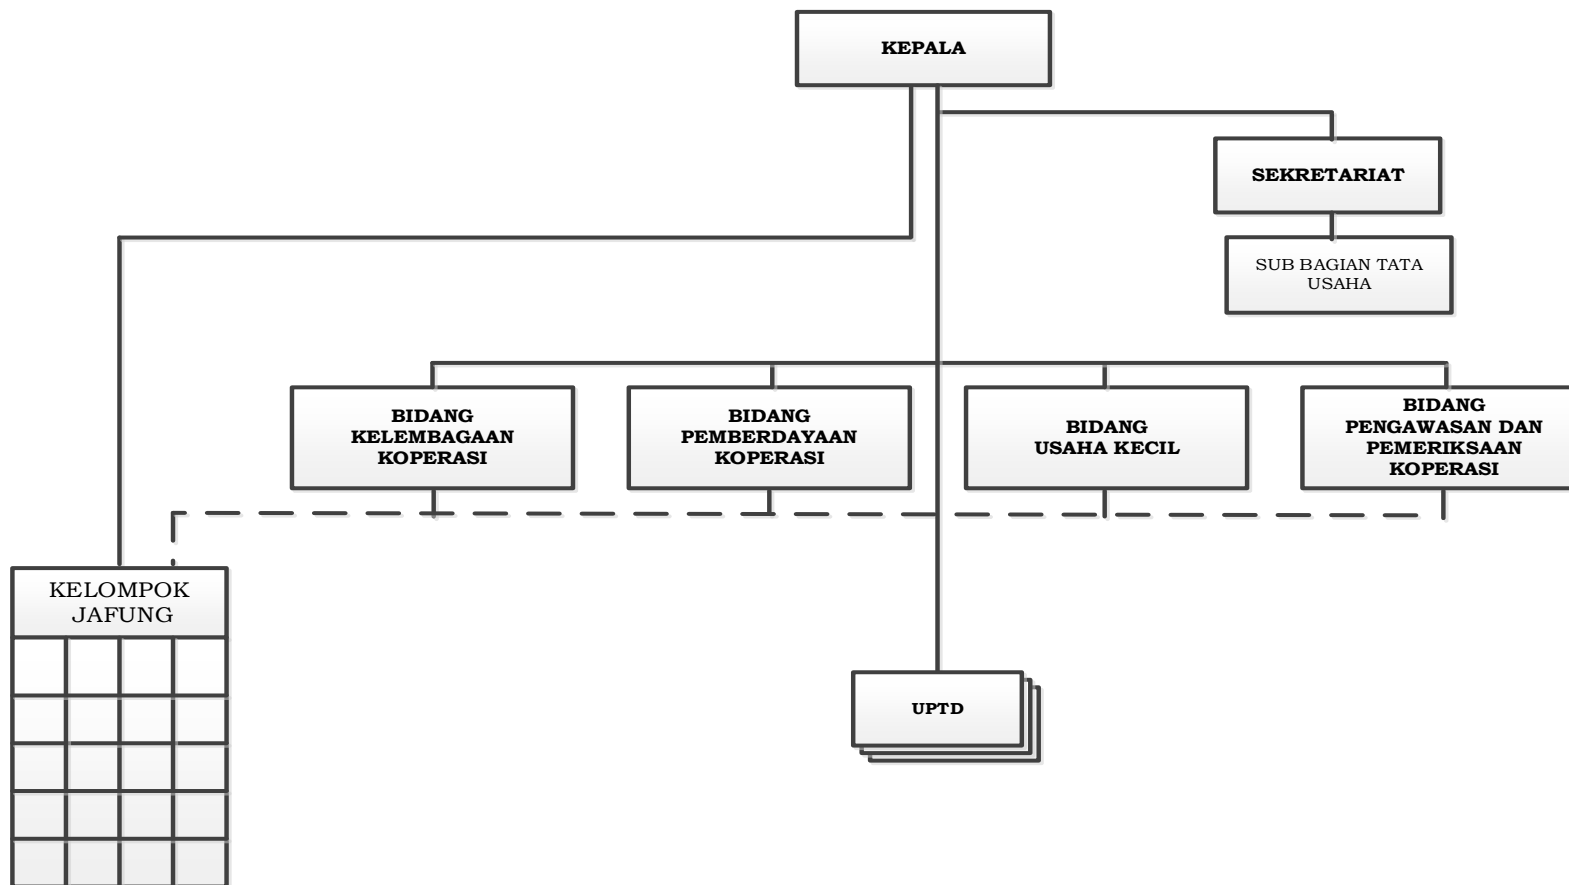 KEPALA
SEKRETARIAT
SUB BAGIAN TATA
USAHA
BIDANG
KELEMBAGAAN
KOPERASI
BIDANG
PEMBERDAYAAN
KOPERASI
BIDANG
USAHA KECIL
BIDANG
PENGAWASAN DAN
PEMERIKSAAN
KOPERASI
KELOMPOK
JAFUNG
UPTD